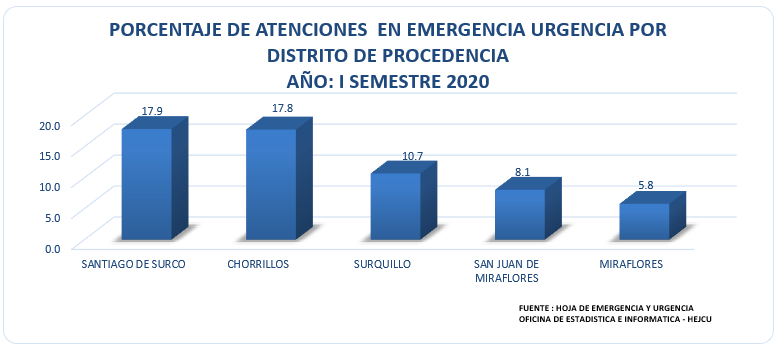 PORCENTAJE DE ATENCIONES  EN EMERGENCIA URGENCIA POR
DISTRITO DE PROCEDENCIA
AÑO: I SEMESTRE 2020
17.9
17.8
10.7
8.1
5.8
20.0
15.0
10.0
5.0
0.0
SANTIAGO DE SURCO
CHORRILLOS
SURQUILLO
SAN JUAN DE
MIRAFLORES
MIRAFLORES
FUENTE : HOJA DE EMERGENCIA Y URGENCIA
OFICINA DE ESTADISTICA E INFORMATICA - HEJCU